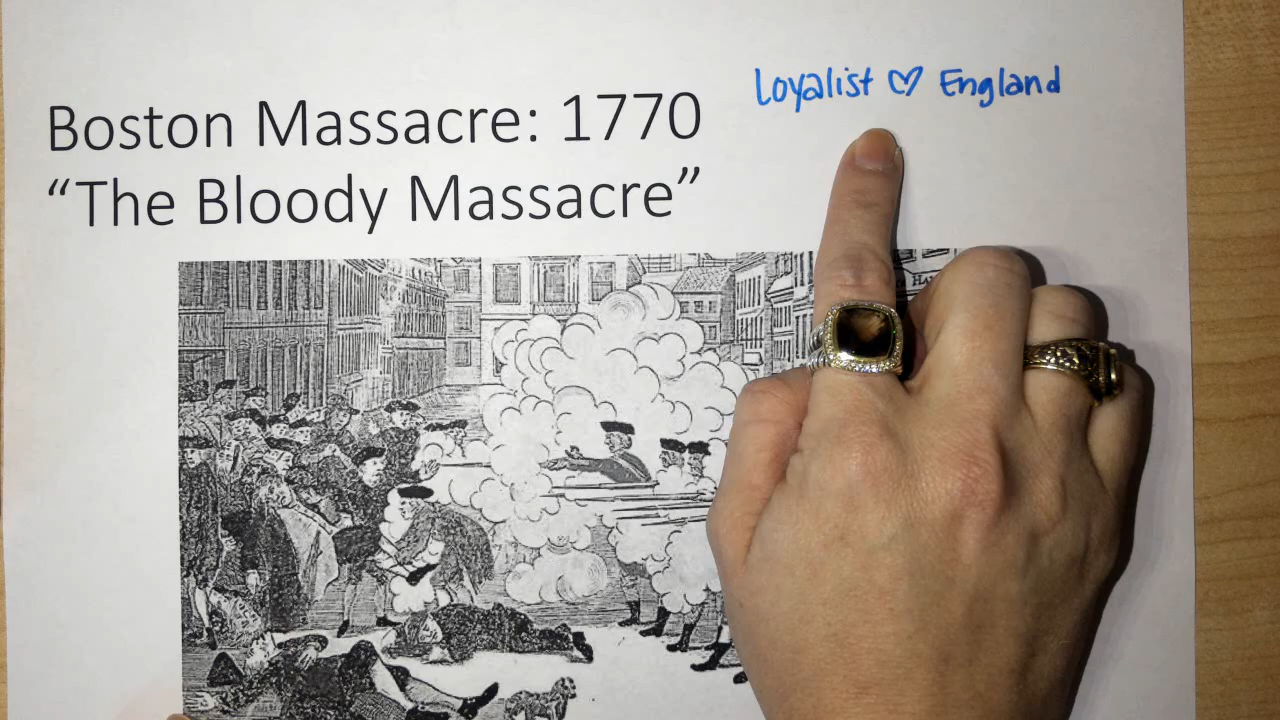 Loyalist ♡ England
Boston Massacre: 1770
“The Bloody Massacre”